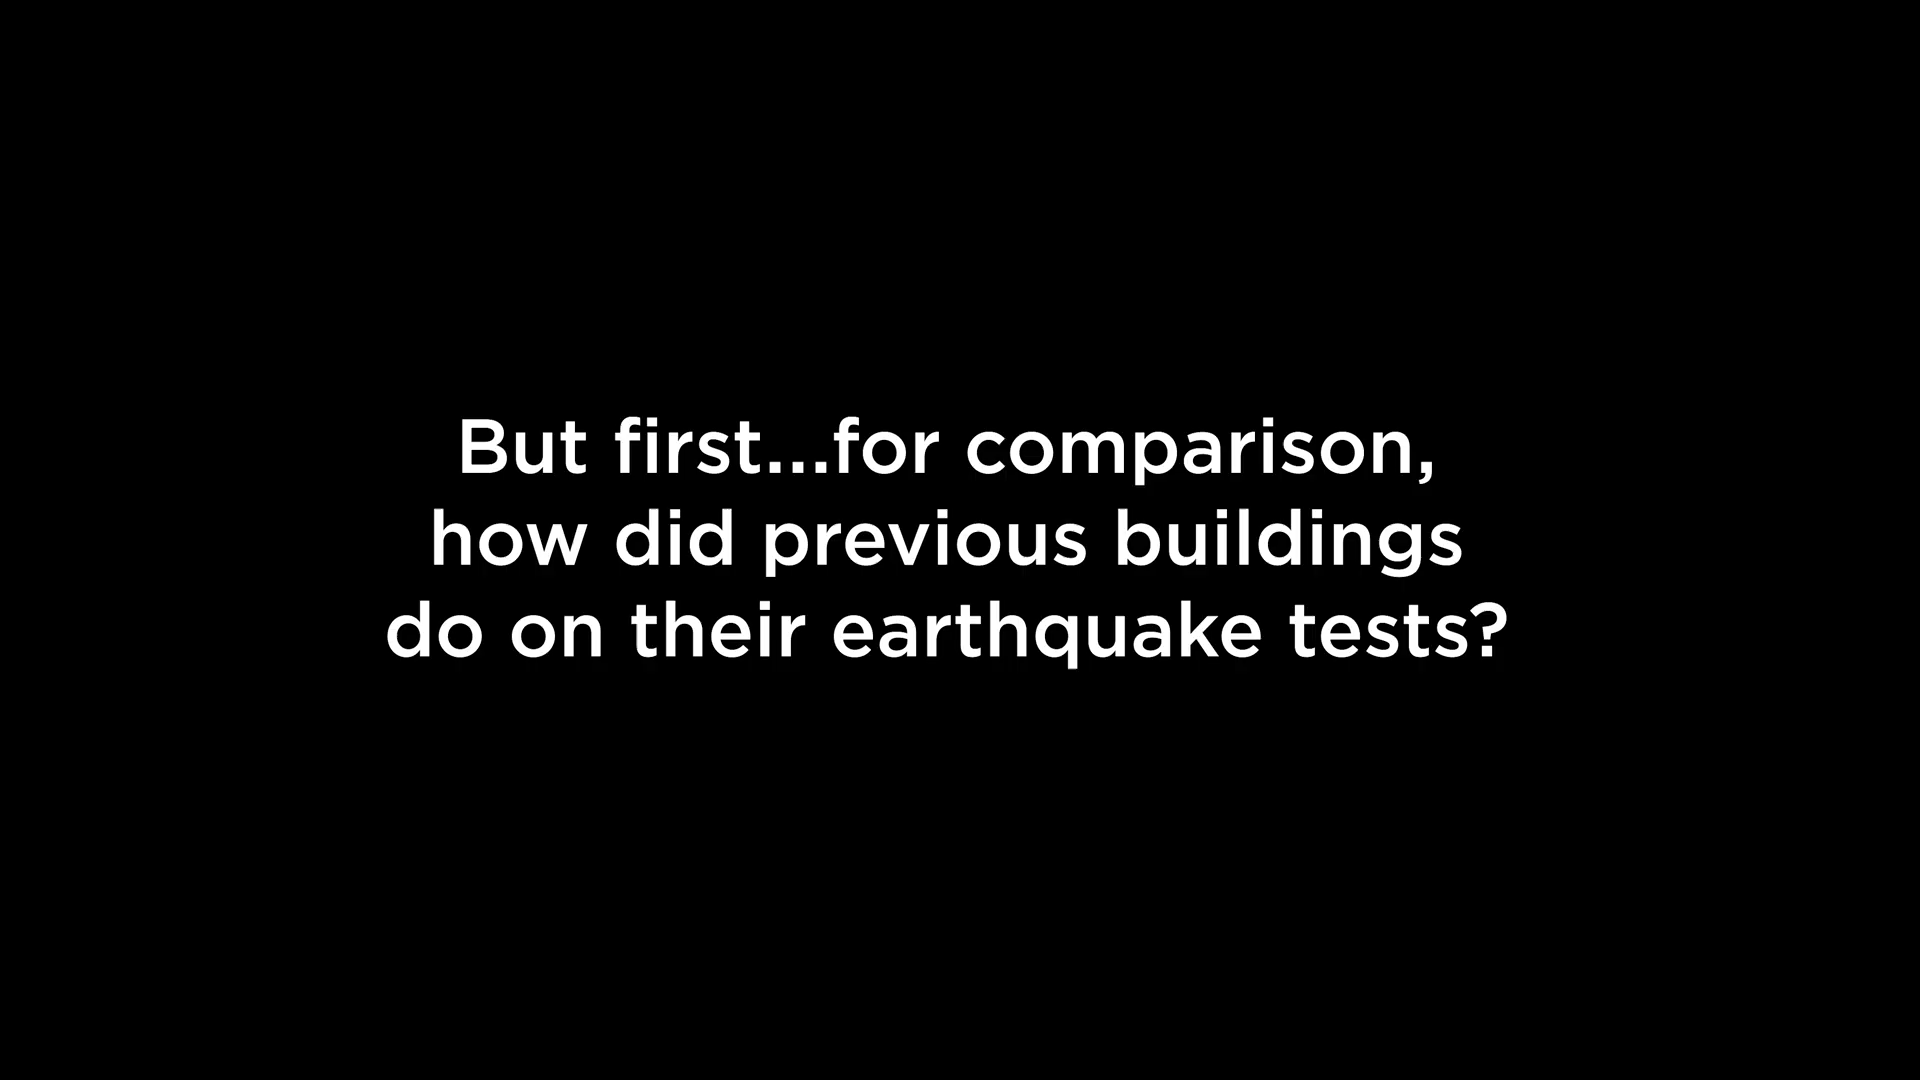 But first...for comparison,
how did previous buildings
do on their earthquake tests?